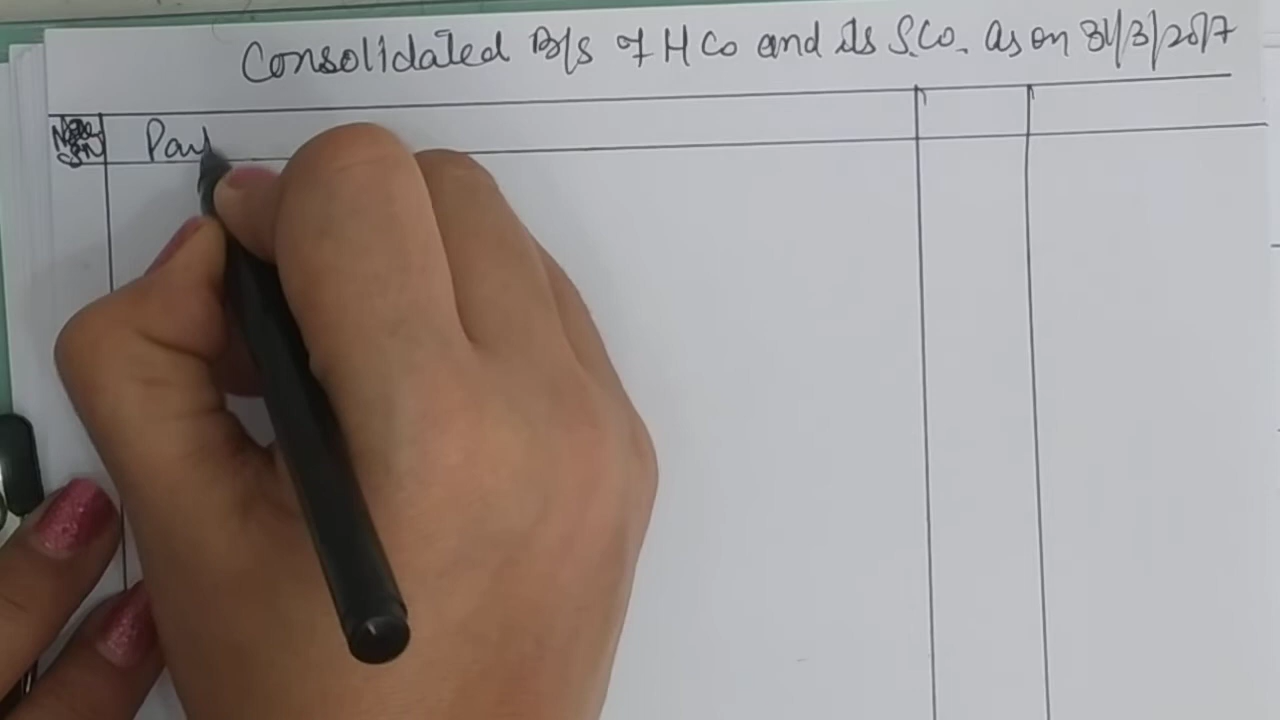 Consolidated B/s of H Co and its S.Co. as on 31/3/2017
Par